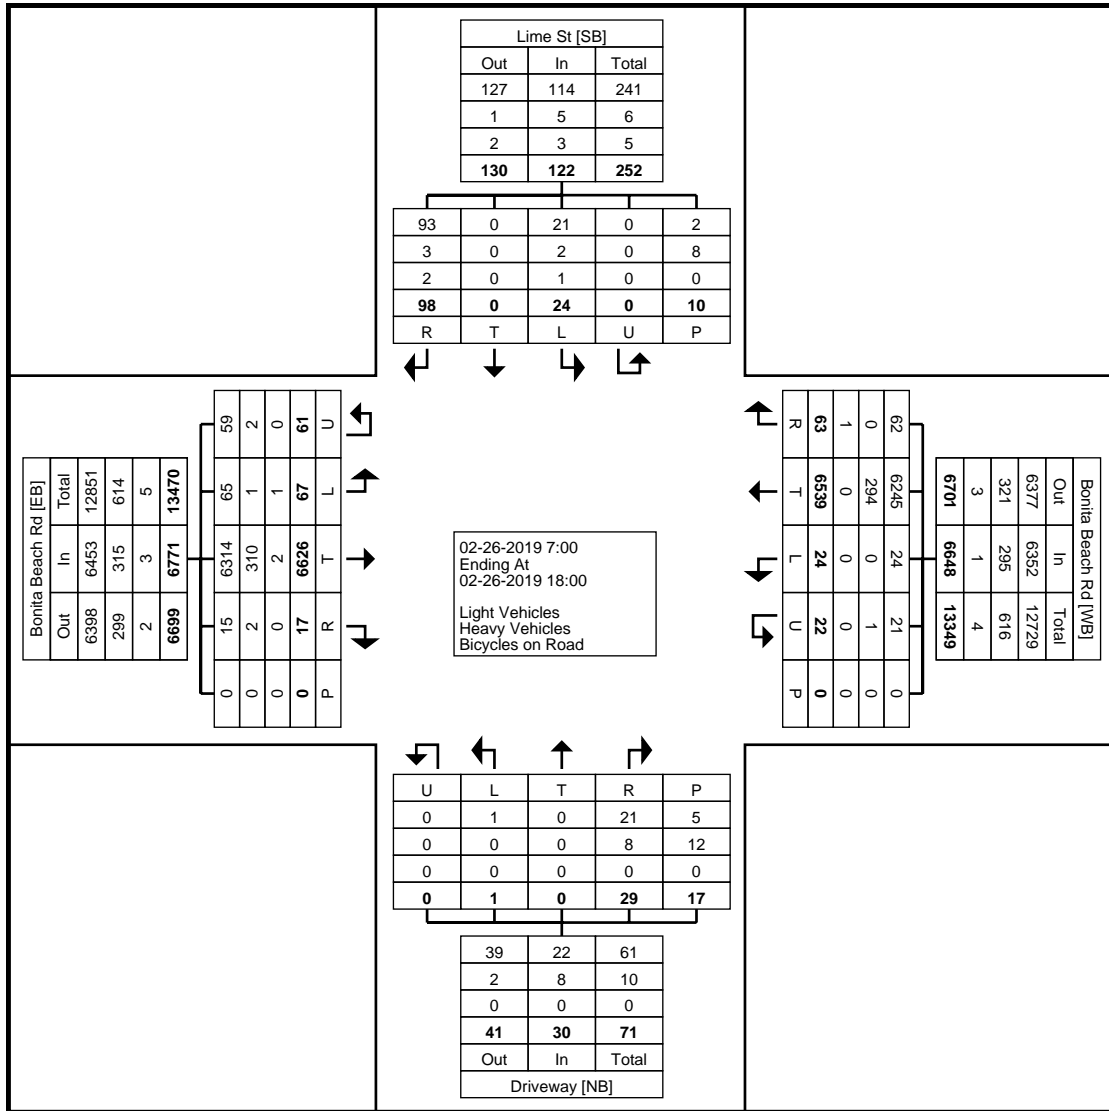 Lime St [SB]
Out In Total
127 114 241
1 5 6
2 3 5
130 122 252
93 0 21 0 2
3 0 2 0 8
2 0 1 0 0
98 0 24 0 10
R T L U P
Bonita Beach Rd [EB]
Total In Out
12851 6453 6398
614 315 299
5 3 2
13470 6771 6699
59 65 6314 15 0
2 1 310 2 0
0 1 2 0 0
61 67 6626 17 0
U L T R P
02-26-2019 7:00
Ending At
02-26-2019 18:00
Light Vehicles
Heavy Vehicles
Bicycles on Road
Bonita Beach Rd [WB]
Out In Total
6377 6352 12729
321 295 616
3 1 4
6701 6648 13349
62 6245 24 21 0
0 294 0 1 0
1 0 0 0 0
63 6539 24 22 0
R T L U P
U L T R P
0 1 0 21 5
0 0 0 8 12
0 0 0 0 0
0 1 0 29 17
39 22 61
2 8 10
0 0 0
41 30 71
Out In Total
Driveway [NB]